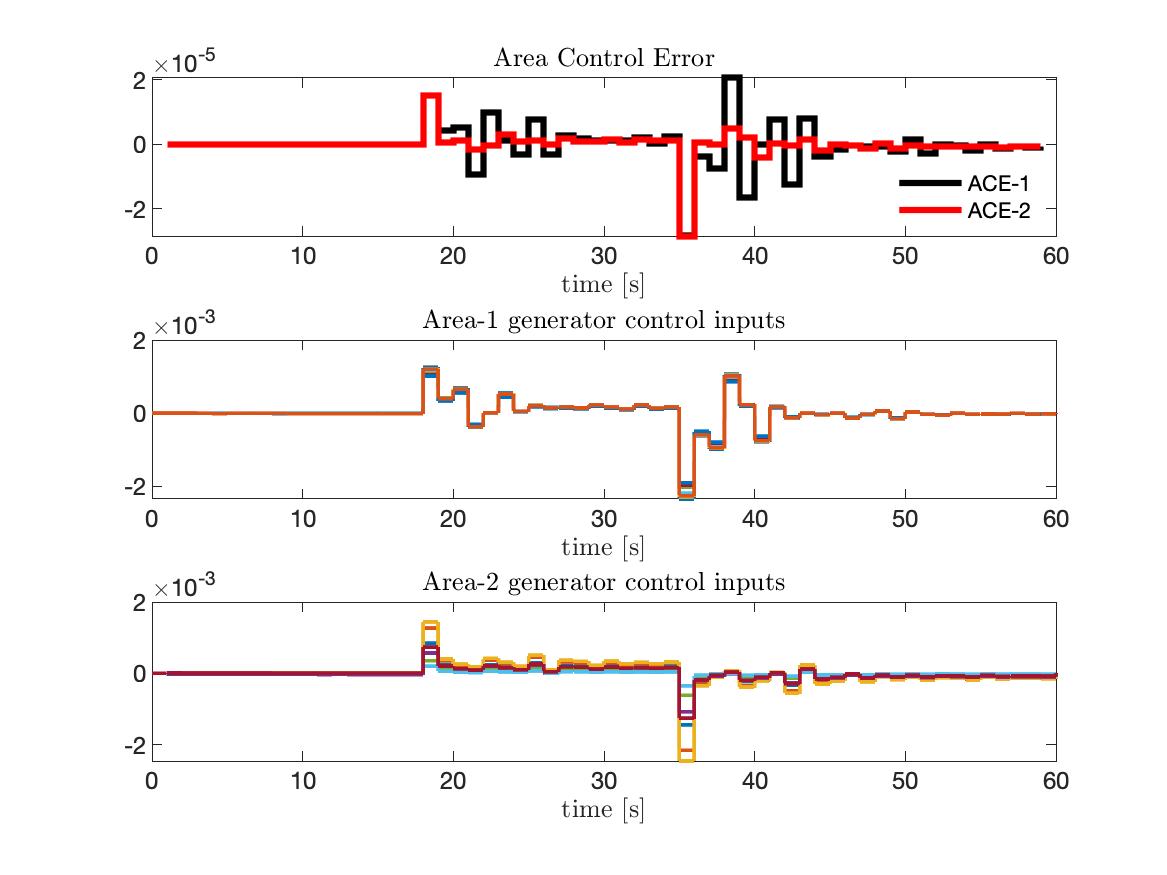 Area Control Error
×10-5
2
0
-2
ACE-1
ACE-2
0 10 20 30 40 50 60
time [s]
Area-1 generator control inputs
×10-3
2
0
-2
0 10 20 30 40 50 60
time [s]
Area-2 generator control inputs
×10-3
2
0
-2
0 10 20 30 40 50 60
time [s]